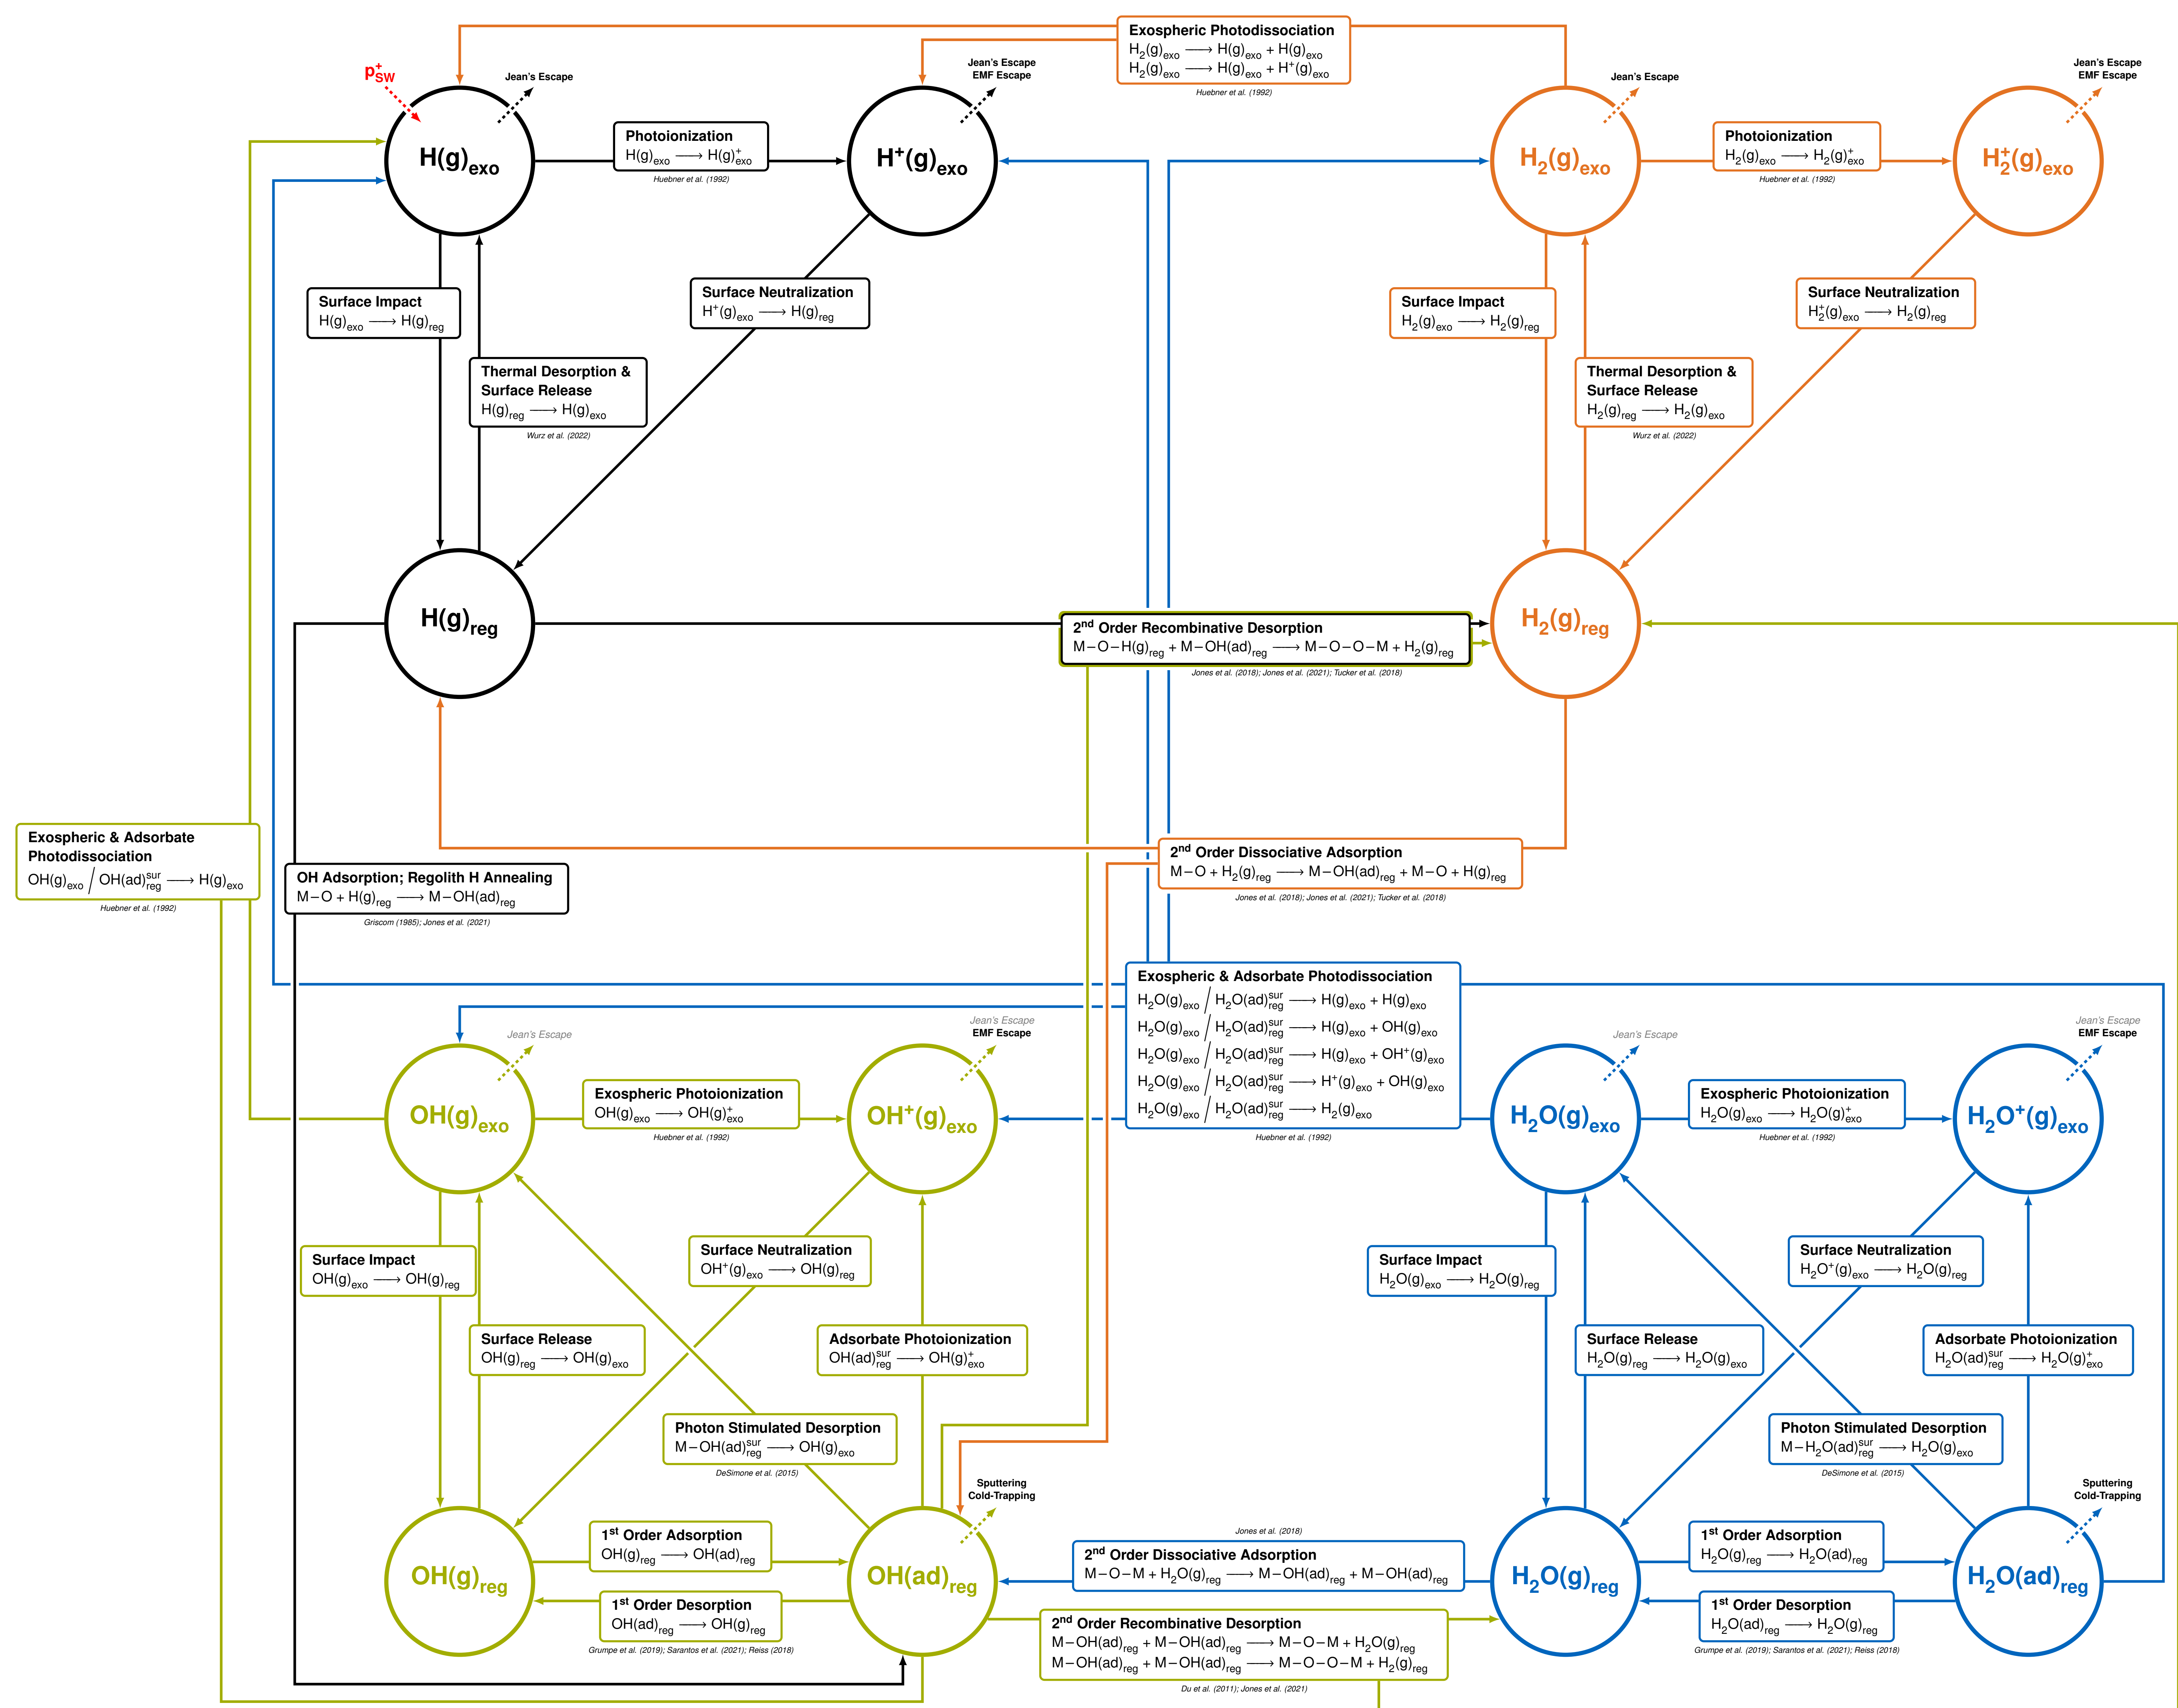 Exospheric Photodissociation
H₂(g)exo ⟶ H(g)exo + H(g)exo
H₂(g)exo ⟶ H(g)exo + H⁺(g)exo
Huebner et al. (1992)
p⁺SW
Jean's Escape
Jean's Escape
EMF Escape
Jean's Escape
Jean's Escape
EMF Escape
H(g)exo
Photoionization
H(g)exo ⟶ H(g)⁺exo
Huebner et al. (1992)
H⁺(g)exo
H₂(g)exo
Photoionization
H₂(g)exo ⟶ H₂(g)⁺exo
Huebner et al. (1992)
H₂⁺(g)exo
Surface Impact
H(g)exo ⟶ H(g)reg
Surface Neutralization
H⁺(g)exo ⟶ H(g)reg
Thermal Desorption &
Surface Release
H(g)reg ⟶ H(g)exo
Wurz et al. (2022)
Surface Impact
H₂(g)exo ⟶ H₂(g)reg
Surface Neutralization
H₂⁺(g)exo ⟶ H₂(g)reg
Thermal Desorption &
Surface Release
H₂(g)reg ⟶ H₂(g)exo
Wurz et al. (2022)
H(g)reg
2nd Order Recombinative Desorption
M−O−H(g)reg + M−OH(ad)reg ⟶ M−O−O−M + H₂(g)reg
Jones et al. (2018); Jones et al. (2021); Tucker et al. (2018)
H₂(g)reg
Exospheric & Adsorbate
Photodissociation
OH(g)exo / OH(ad)surreg ⟶ H(g)exo
Huebner et al. (1992)
OH Adsorption; Regolith H Annealing
M−O + H(g)reg ⟶ M−OH(ad)reg
Griscom (1985); Jones et al. (2021)
2nd Order Dissociative Adsorption
M−O + H₂(g)reg ⟶ M−OH(ad)reg + M−O + H(g)reg
Jones et al. (2018); Jones et al. (2021); Tucker et al. (2018)
Exospheric & Adsorbate Photodissociation
H₂O(g)exo / H₂O(ad)surreg ⟶ H(g)exo + H(g)exo
H₂O(g)exo / H₂O(ad)surreg ⟶ H(g)exo + OH(g)exo
H₂O(g)exo / H₂O(ad)surreg ⟶ H(g)exo + OH⁺(g)exo
H₂O(g)exo / H₂O(ad)surreg ⟶ H⁺(g)exo + OH(g)exo
H₂O(g)exo / H₂O(ad)surreg ⟶ H₂(g)exo
Huebner et al. (1992)
Jean's Escape
Jean's Escape
EMF Escape
Jean's Escape
Jean's Escape
EMF Escape
OH(g)exo
Exospheric Photoionization
OH(g)exo ⟶ OH(g)⁺exo
Huebner et al. (1992)
OH⁺(g)exo
H₂O(g)exo
Exospheric Photoionization
H₂O(g)exo ⟶ H₂O(g)⁺exo
Huebner et al. (1992)
H₂O⁺(g)exo
Surface Impact
OH(g)exo ⟶ OH(g)reg
Surface Neutralization
OH⁺(g)exo ⟶ OH(g)reg
Surface Release
OH(g)reg ⟶ OH(g)exo
Adsorbate Photoionization
OH(ad)surreg ⟶ OH(g)⁺exo
Photon Stimulated Desorption
M−OH(ad)surreg ⟶ OH(g)exo
DeSimone et al. (2015)
Surface Impact
H₂O(g)exo ⟶ H₂O(g)reg
Surface Neutralization
H₂O⁺(g)exo ⟶ H₂O(g)reg
Surface Release
H₂O(g)reg ⟶ H₂O(g)exo
Adsorbate Photoionization
H₂O(ad)surreg ⟶ H₂O(g)⁺exo
Photon Stimulated Desorption
M−H₂O(ad)surreg ⟶ H₂O(g)exo
DeSimone et al. (2015)
Sputtering
Cold-Trapping
Sputtering
Cold-Trapping
OH(g)reg
1st Order Adsorption
OH(g)reg ⟶ OH(ad)reg
1st Order Desorption
OH(ad)reg ⟶ OH(g)reg
Grumpe et al. (2019); Sarantos et al. (2021); Reiss (2018)
OH(ad)reg
Jones et al. (2018)
2nd Order Dissociative Adsorption
M−O−M + H₂O(g)reg ⟶ M−OH(ad)reg + M−OH(ad)reg
2nd Order Recombinative Desorption
M−OH(ad)reg + M−OH(ad)reg ⟶ M−O−M + H₂O(g)reg
M−OH(ad)reg + M−OH(ad)reg ⟶ M−O−O−M + H₂(g)reg
Du et al. (2011); Jones et al. (2021)
H₂O(g)reg
1st Order Adsorption
H₂O(g)reg ⟶ H₂O(ad)reg
1st Order Desorption
H₂O(ad)reg ⟶ H₂O(g)reg
Grumpe et al. (2019); Sarantos et al. (2021); Reiss (2018)
H₂O(ad)reg